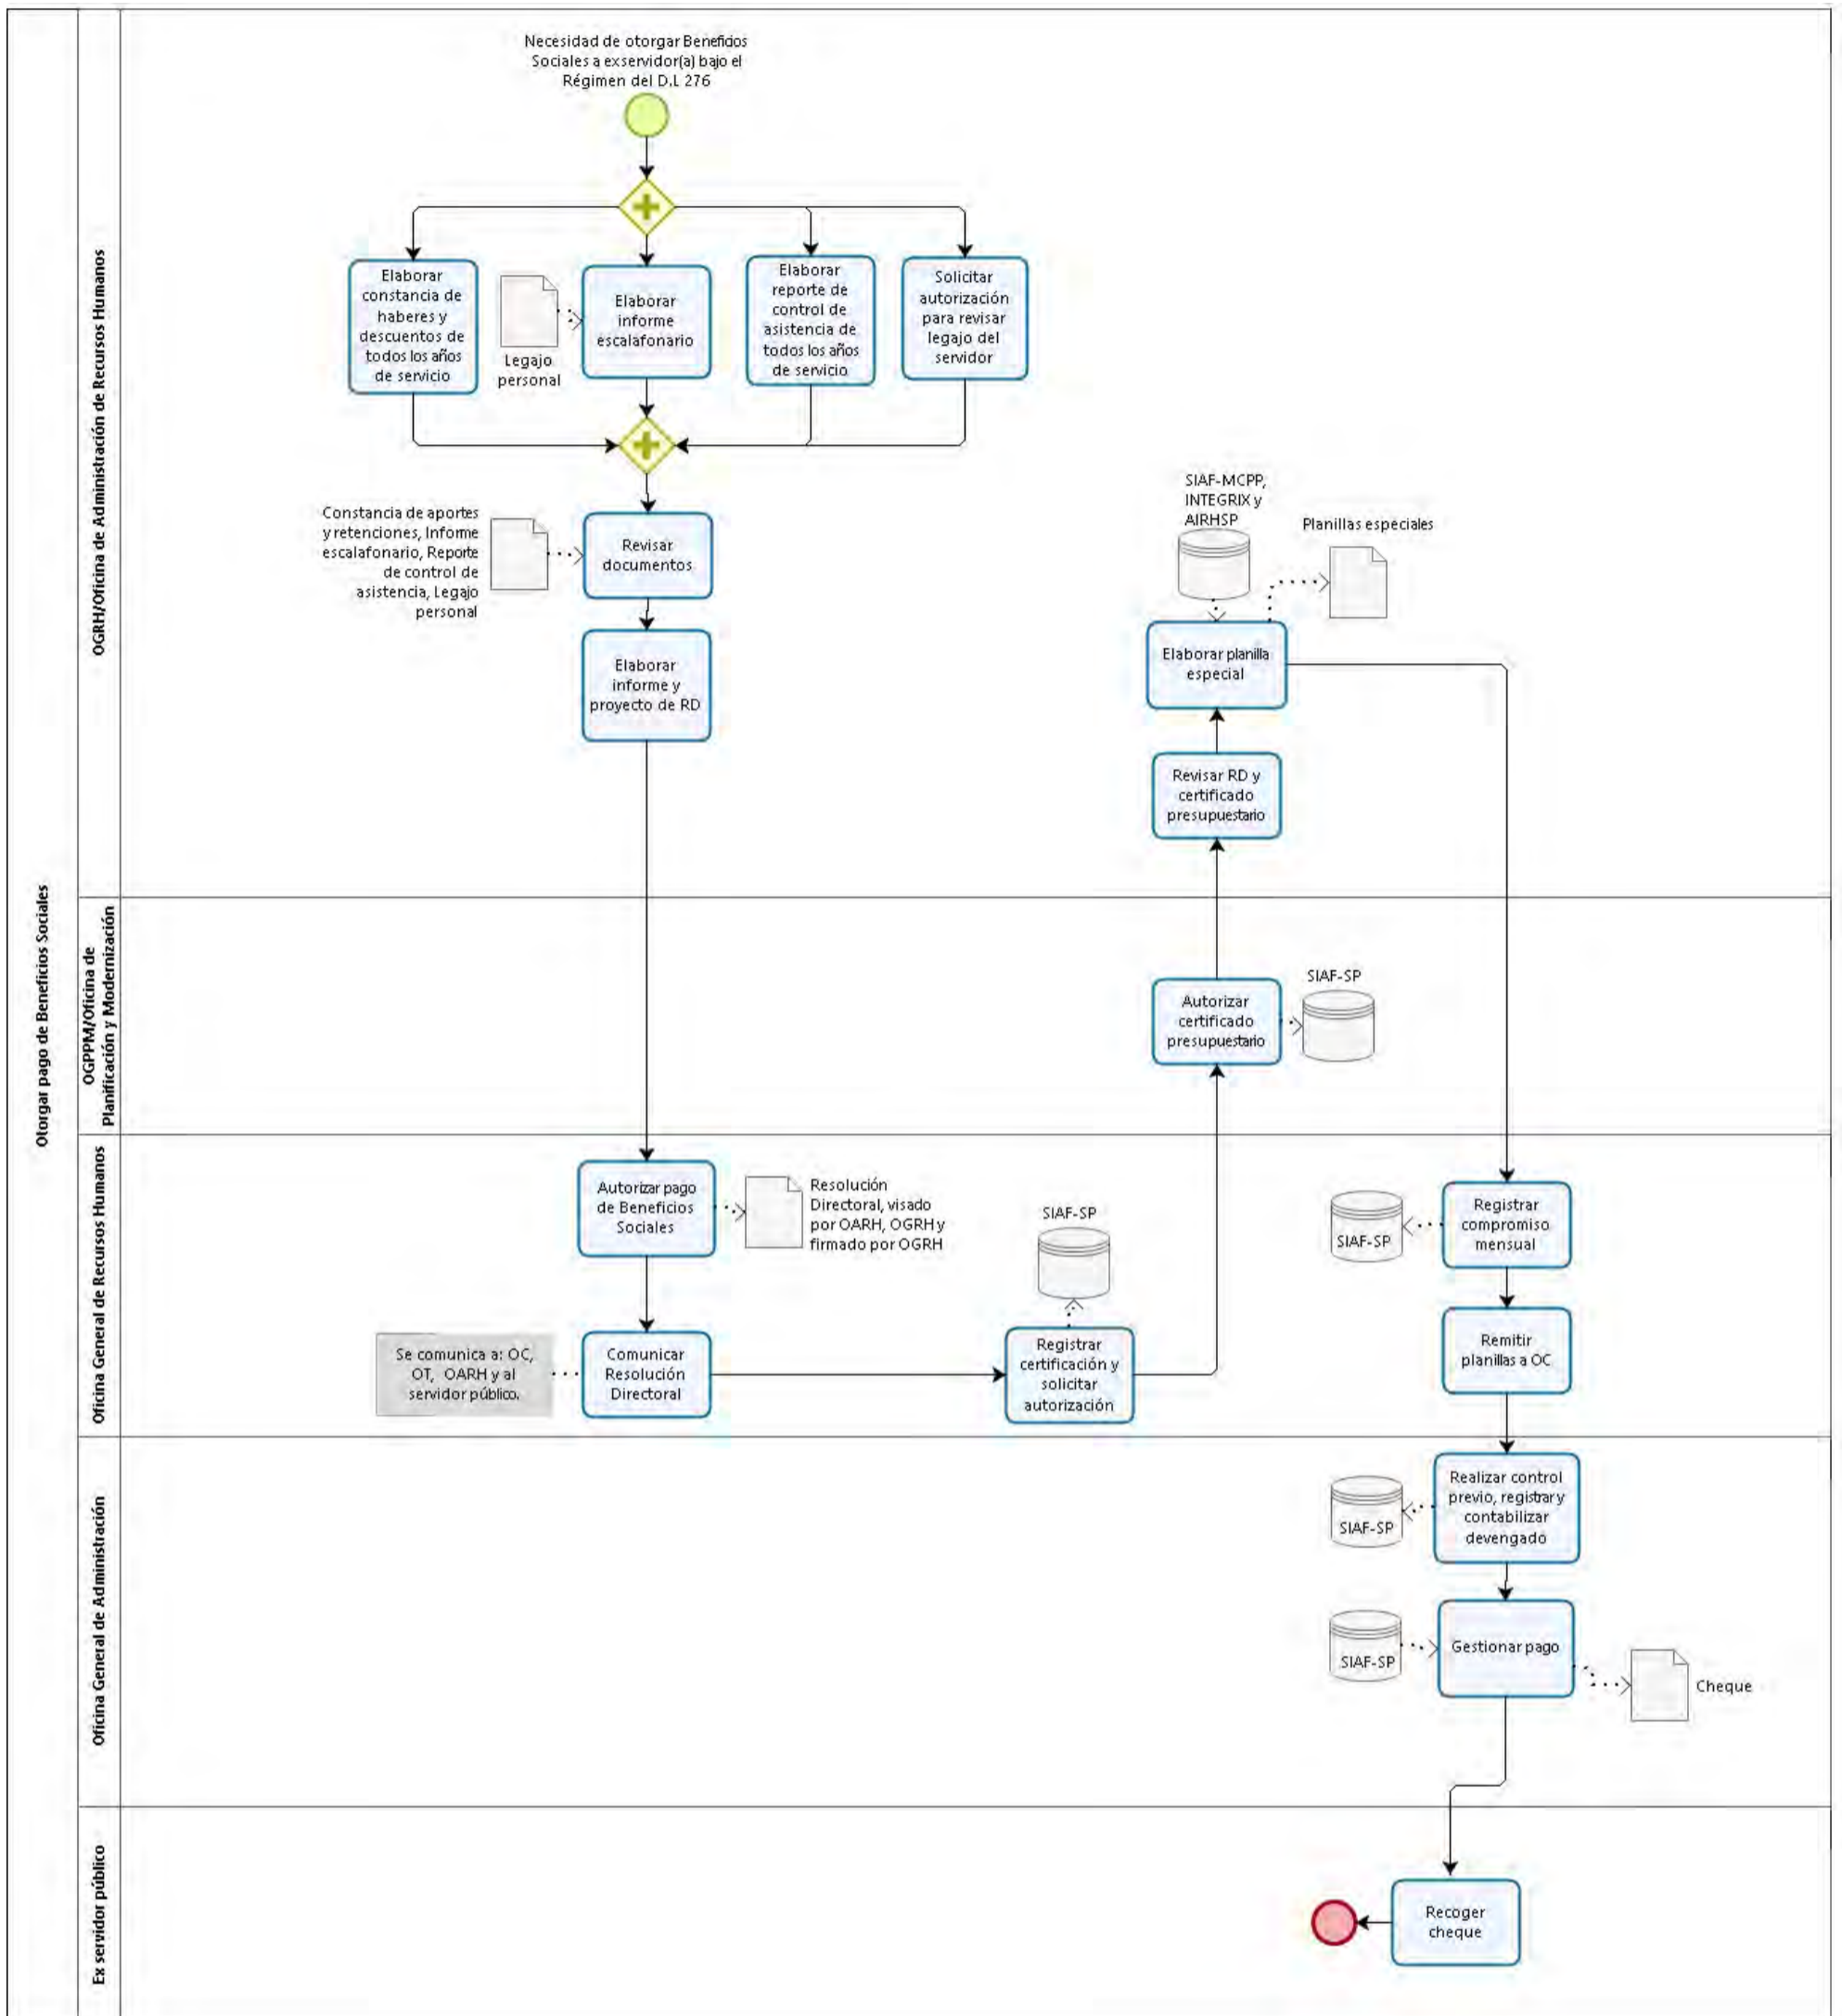 Otorgar pago de Beneficios Sociales
OGRH/Oficina de Administración de Recursos Humanos
Necesidad de otorgar Beneficios
Sociales a exservidor(a) bajo el
Régimen del D.L 276
Elaborar
constancia de
haberes y
descuentos de
todos los años
de servicio
Legajo
personal
Elaborar
informe
escalafonario
Elaborar
reporte de
control de
asistencia de
todos los años
de servicio
Solicitar
autorización
para revisar
legajo del
servidor
Constancia de aportes
y retenciones, Informe
escalafonario, Reporte
de control de
asistencia, Legajo
personal
Revisar
documentos
Elaborar
informe y
proyecto de RD
SIAF-MCPP,
INTEGRIX y
AIRHSP
Planillas especiales
Elaborar planilla
especial
Revisar RD y
certificado
presupuestario
OGPPM/Oficina de
Planificación y Modernización
Autorizar
certificado
presupuestario
SIAF-SP
Oficina General de Recursos Humanos
Autorizar pago
de Beneficios
Sociales
Resolución
Directoral, visado
por OARH, OGRH y
firmado por OGRH
Se comunica a: OC,
OT, OARH y al
servidor público.
Comunicar
Resolución
Directoral
SIAF-SP
Registrar
certificación y
solicitar
autorización
SIAF-SP
Registrar
compromiso
mensual
Remitir
planillas a OC
Oficina General de Administración
SIAF-SP
Realizar control
previo, registrar y
contabilizar
devengado
SIAF-SP
Gestionar pago
Cheque
Ex servidor público
Recoger
cheque